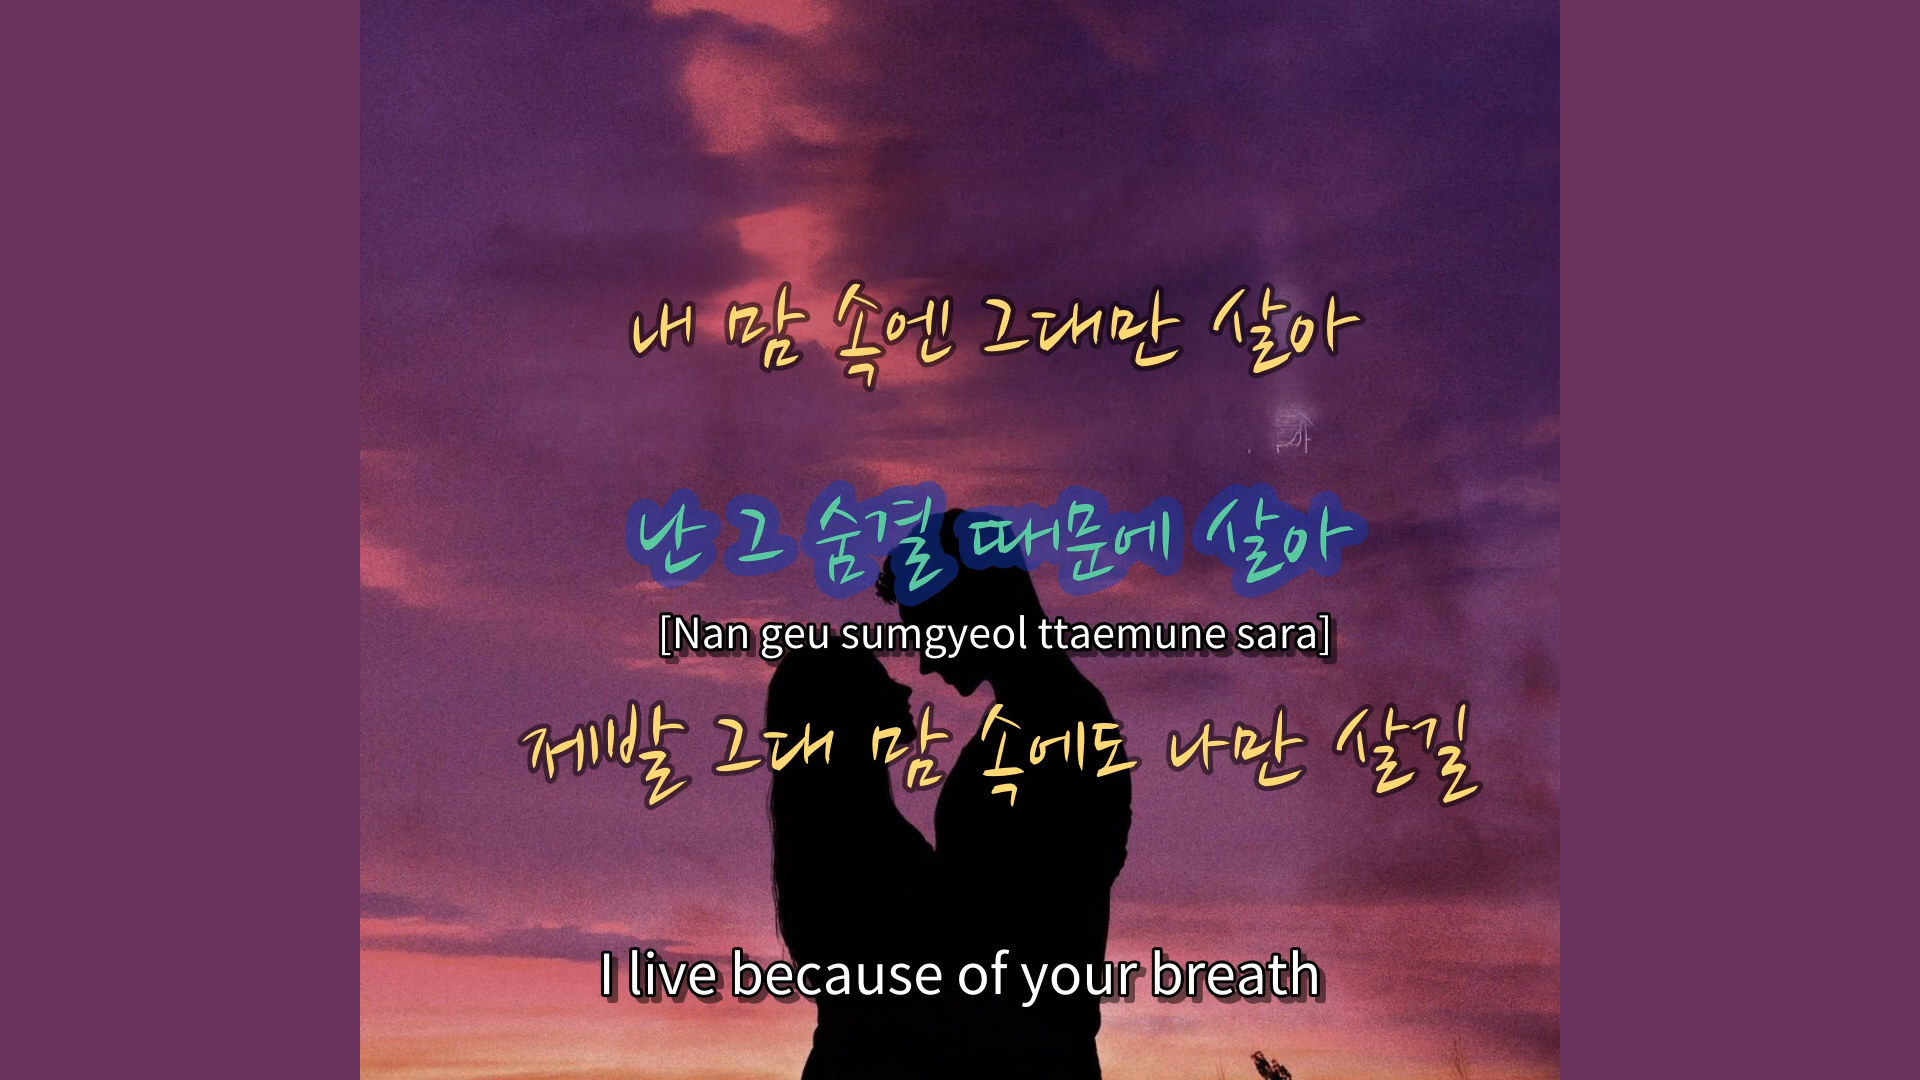 내 맘 속엔 그대만 살아
난 그 숨결 때문에 살아
[Nan geu sumgyeol ttaemune sara]
제발 그대 맘 속에도 나만 살길
I live because of your breath